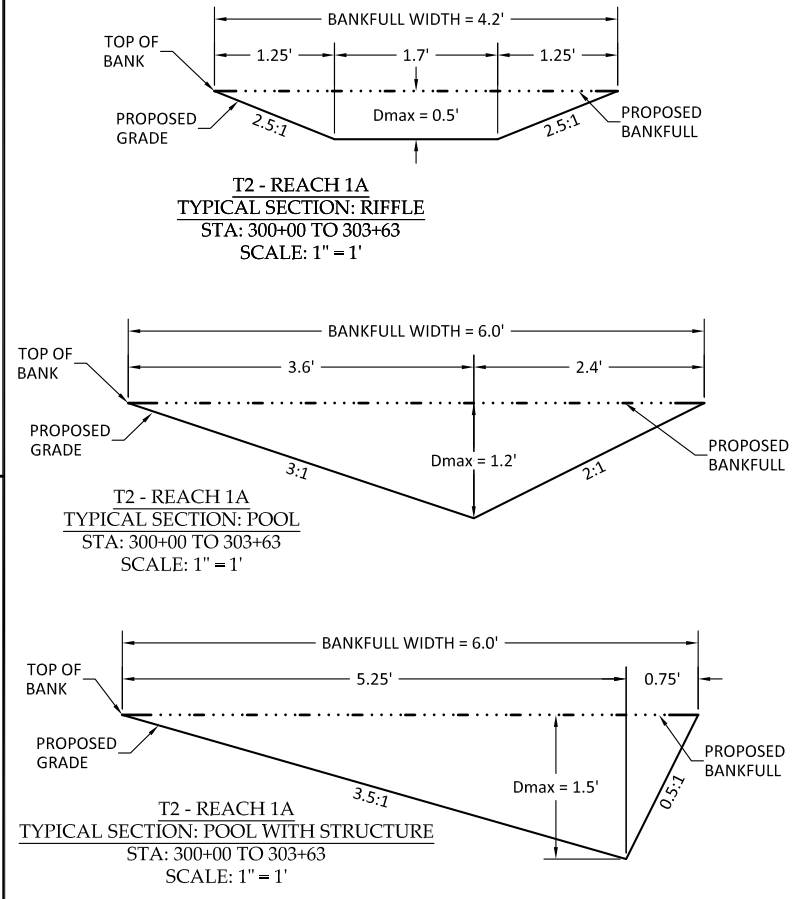 BANKFULL WIDTH = 4.2'
TOP OF
BANK
1.25'
1.7'
1.25'
PROPOSED
GRADE
2.5:1
Dmax = 0.5'
2.5:1
PROPOSED
BANKFULL
T2 - REACH 1A
TYPICAL SECTION: RIFFLE
STA: 300+00 TO 303+63
SCALE: 1" = 1'
BANKFULL WIDTH = 6.0'
TOP OF
BANK
3.6'
2.4'
PROPOSED
GRADE
3:1
Dmax = 1.2'
2:1
PROPOSED
BANKFULL
T2 - REACH 1A
TYPICAL SECTION: POOL
STA: 300+00 TO 303+63
SCALE: 1" = 1'
BANKFULL WIDTH = 6.0'
TOP OF
BANK
5.25'
0.75'
PROPOSED
GRADE
3.5:1
Dmax = 1.5'
0.5:1
PROPOSED
BANKFULL
T2 - REACH 1A
TYPICAL SECTION: POOL WITH STRUCTURE
STA: 300+00 TO 303+63
SCALE: 1" = 1'